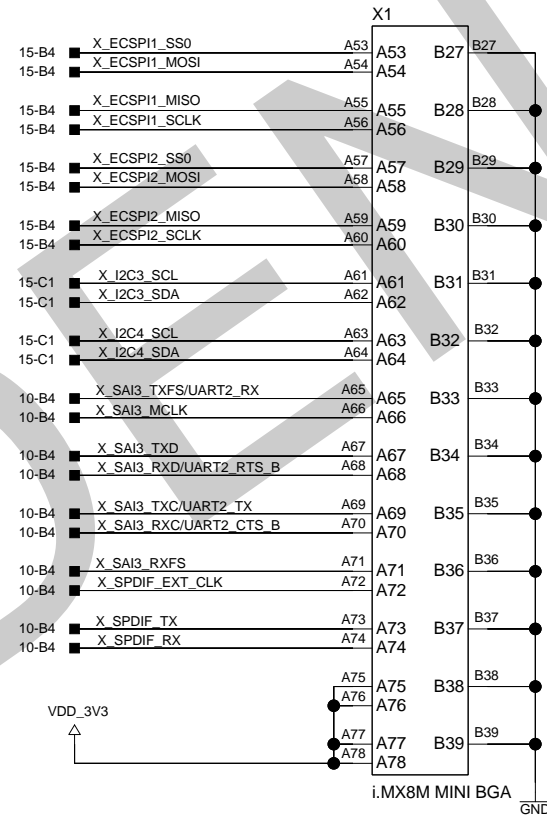 X1
15-B4 X_ECSPI1_SS0 A53 A53 B27 B27
15-B4 X_ECSPI1_MOSI A54 A54
15-B4 X_ECSPI1_MISO A55 A55 B28 B28
15-B4 X_ECSPI1_SCLK A56 A56
15-B4 X_ECSPI2_SS0 A57 A57 B29 B29
15-B4 X_ECSPI2_MOSI A58 A58
15-B4 X_ECSPI2_MISO A59 A59 B30 B30
15-B4 X_ECSPI2_SCLK A60 A60
15-C1 X_I2C3_SCL A61 A61 B31 B31
15-C1 X_I2C3_SDA A62 A62
15-C1 X_I2C4_SCL A63 A63 B32 B32
15-C1 X_I2C4_SDA A64 A64
10-B4 X_SAI3_TXFS/UART2_RX A65 A65 B33 B33
10-B4 X_SAI3_MCLK A66 A66
10-B4 X_SAI3_TXD A67 A67 B34 B34
10-B4 X_SAI3_RXD/UART2_RTS_B A68 A68
10-B4 X_SAI3_TXC/UART2_TX A69 A69 B35 B35
10-B4 X_SAI3_RXC/UART2_CTS_B A70 A70
10-B4 X_SAI3_RXFS A71 A71 B36 B36
10-B4 X_SPDIF_EXT_CLK A72 A72
10-B4 X_SPDIF_TX A73 A73 B37 B37
10-B4 X_SPDIF_RX A74 A74
A75 A75 B38 B38
A76 A76
VDD_3V3
A77 A77 B39 B39
A78 A78
i.MX8M MINI BGA
GND